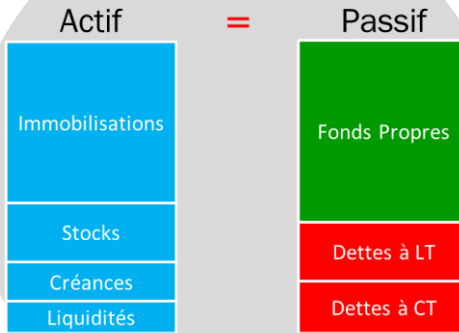 Actif = Passif
Immobilisations
Stocks
Créances
Liquidités
Fonds Propres
Dettes à LT
Dettes à CT